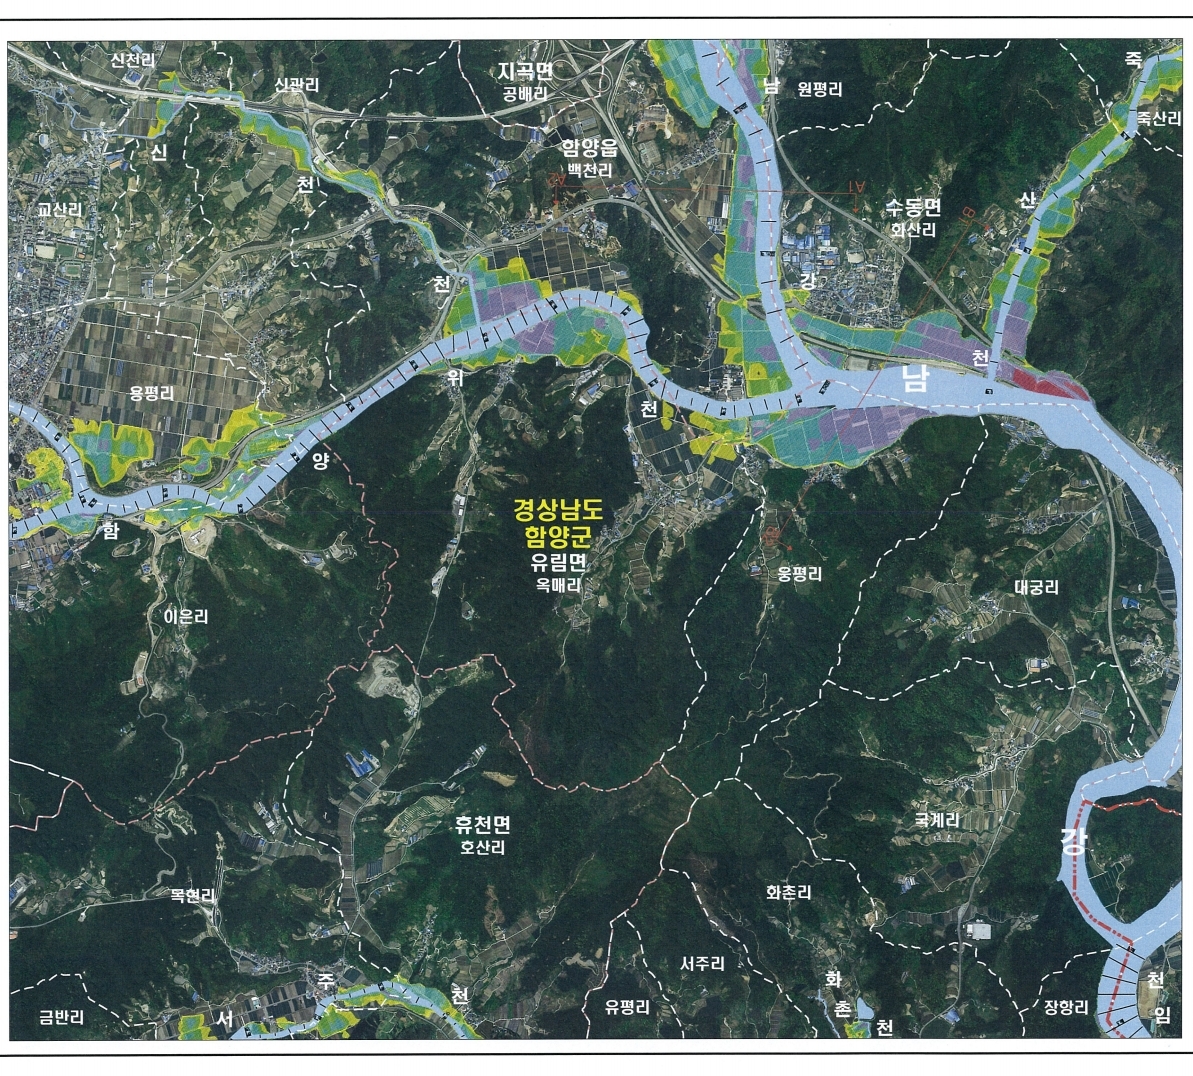 신천리
신관리
지곡면
공배리
남
원평리
죽
죽산리
신
함양읍
백천리
천
교산리
산
수동면
화산리
A1
A2
B
천
강
용평리
위
천
남
천
양
함
경상남도
함양군
유림면
옥매리
웅평리
대궁리
이은리
휴천면
호산리
국계리
강
목현리
화촌리
서주리
화
촌
천
주
천
서
금반리
유평리
장항리
천
임